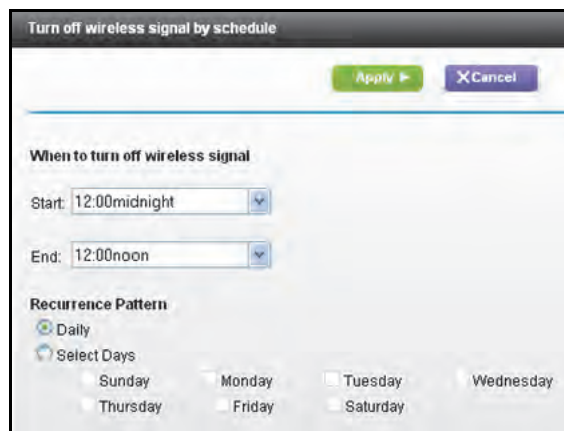 Turn off wireless signal by schedule
Apply Cancel
When to turn off wireless signal
Start: 12:00midnight
End: 12:00noon
Recurrence Pattern
Daily
Select Days
Sunday Monday Tuesday Wednesday
Thursday Friday Saturday